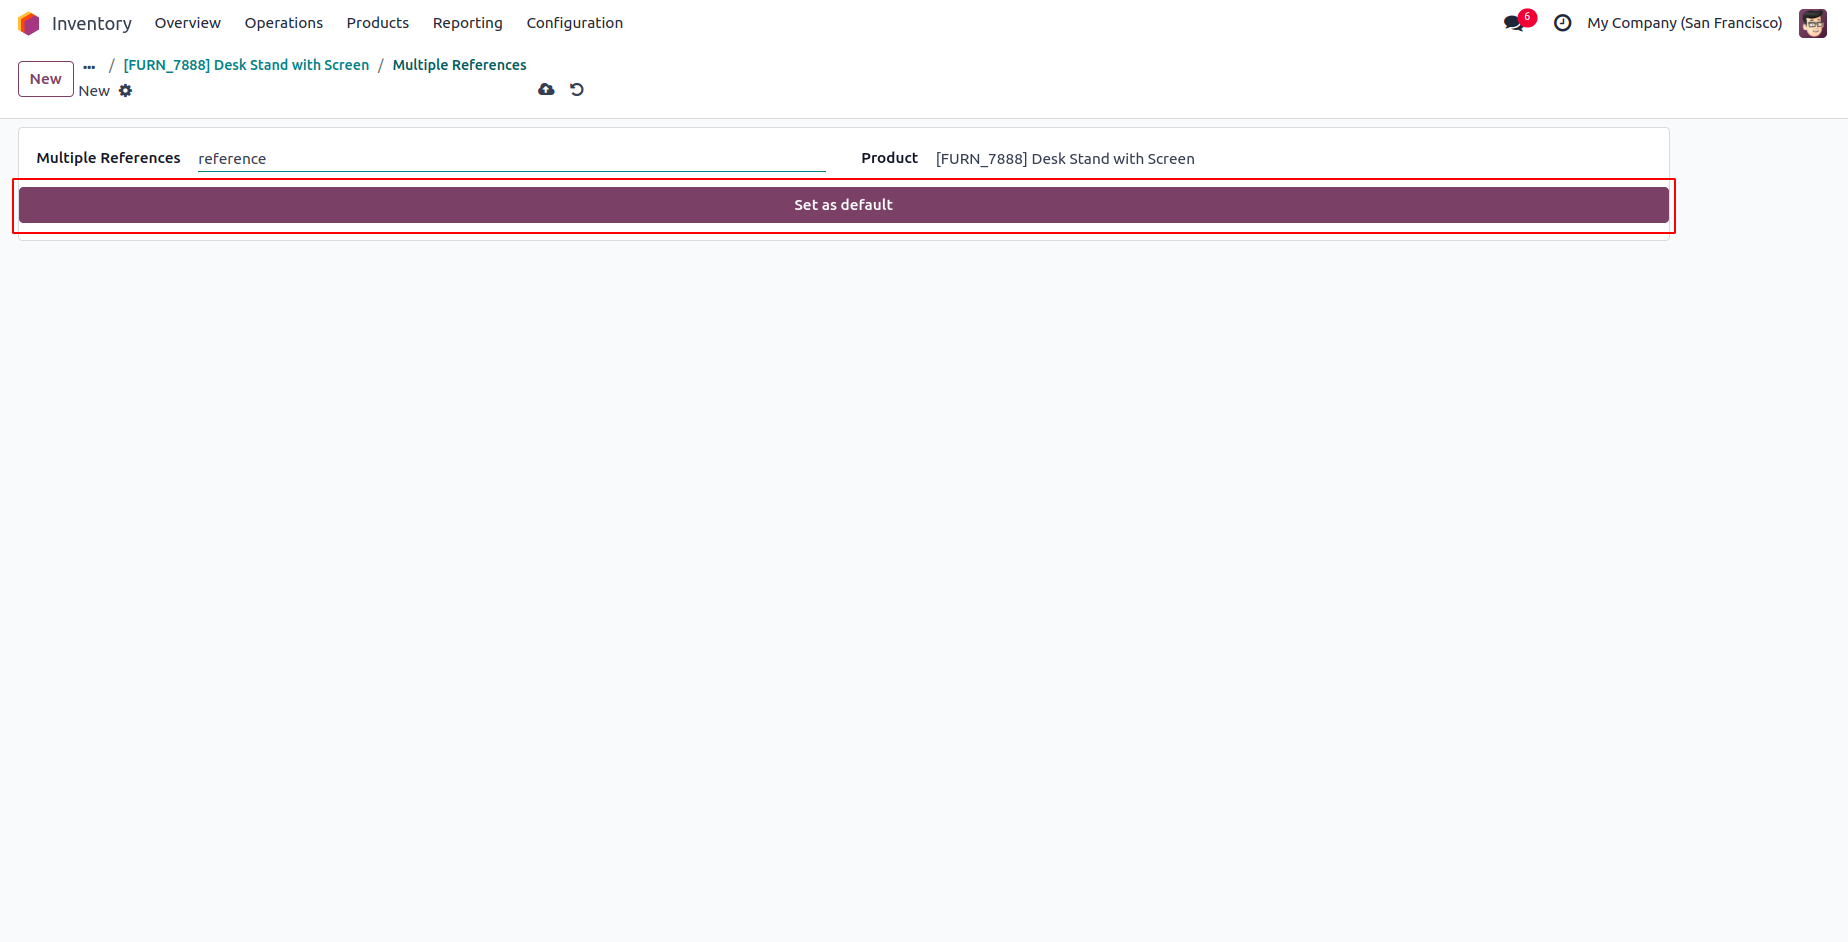 Inventory Overview Operations Products Reporting Configuration 6 My Company (San Francisco)
New ... / [FURN_7888] Desk Stand with Screen / Multiple References
New
Multiple References reference Product [FURN_7888] Desk Stand with Screen
Set as default